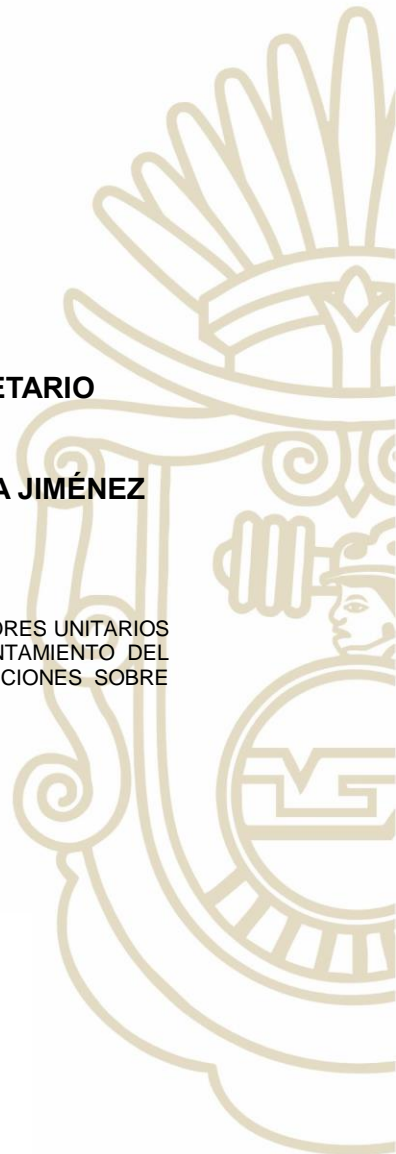 ETARIO
A JIMÉNEZ
ORES UNITARIOS
NTAMIENTO DEL
CIONES SOBRE